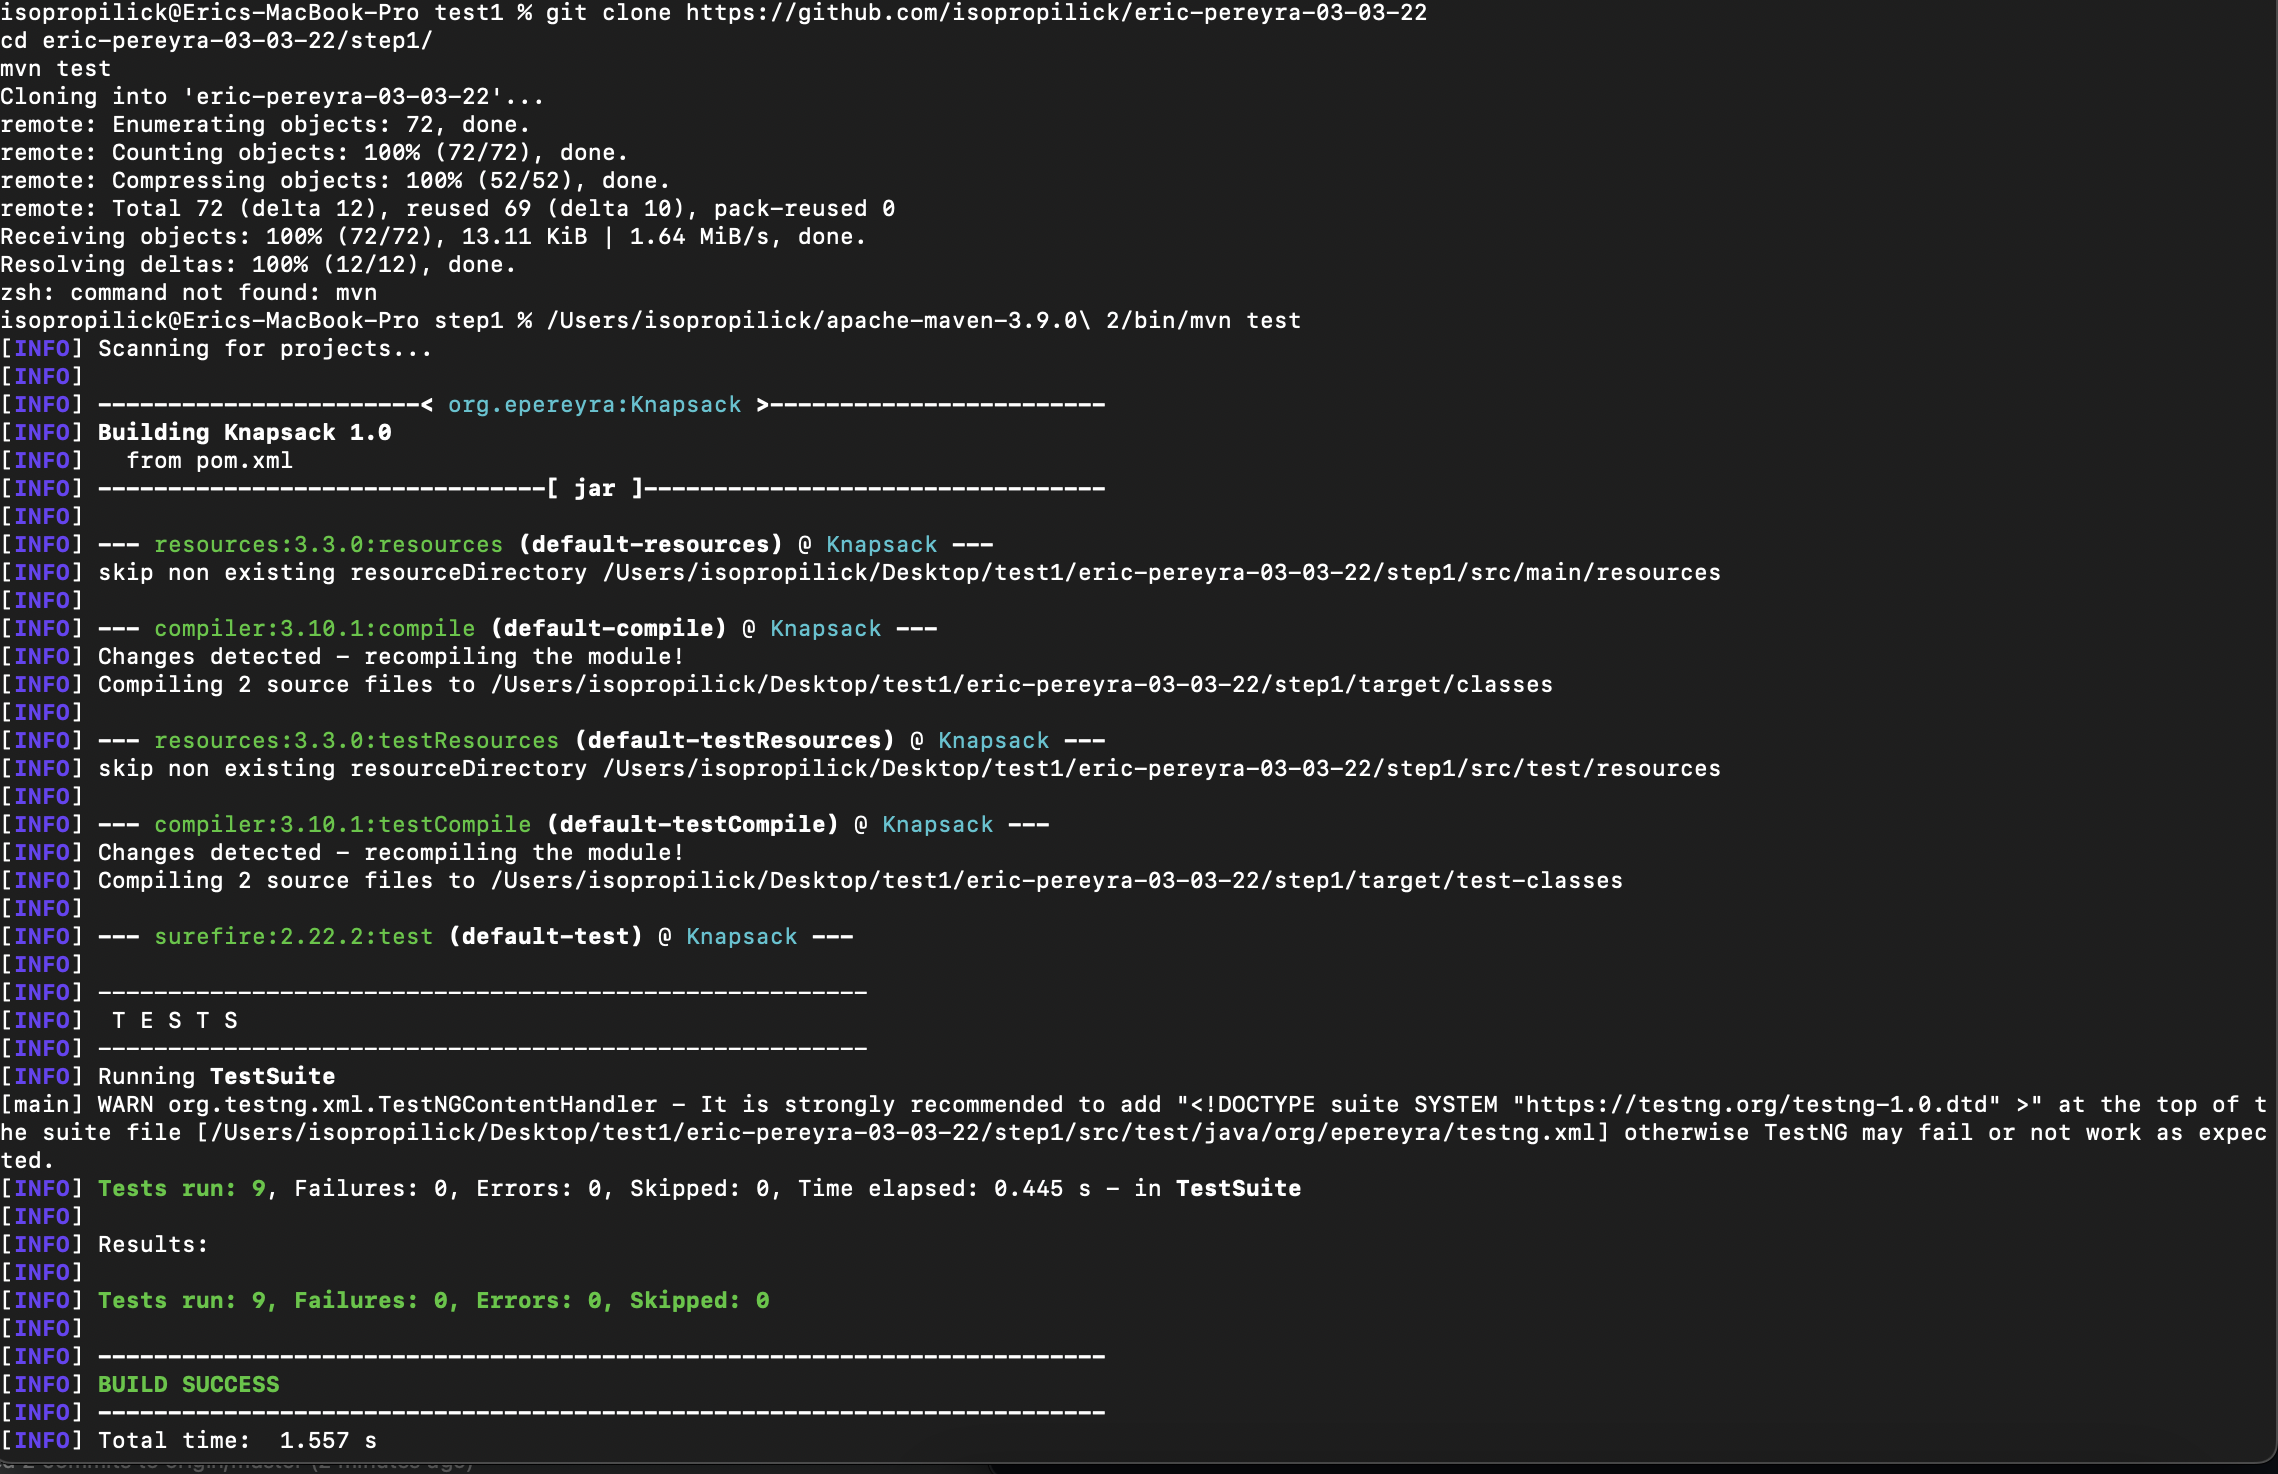 isopropilick@Erics-MacBook-Pro test1 % git clone https://github.com/isopropilick/eric-pereyra-03-03-22
cd eric-pereyra-03-03-22/step1/
mvn test
Cloning into 'eric-pereyra-03-03-22'...
remote: Enumerating objects: 72, done.
remote: Counting objects: 100% (72/72), done.
remote: Compressing objects: 100% (52/52), done.
remote: Total 72 (delta 12), reused 69 (delta 10), pack-reused 0
Receiving objects: 100% (72/72), 13.11 KiB | 1.64 MiB/s, done.
Resolving deltas: 100% (12/12), done.
zsh: command not found: mvn
isopropilick@Erics-MacBook-Pro step1 % /Users/isopropilick/apache-maven-3.9.0\ 2/bin/mvn test
[INFO] Scanning for projects...
[INFO]
[INFO] -----------------------< org.epereyra:Knapsack >------------------------
[INFO] Building Knapsack 1.0
[INFO]   from pom.xml
[INFO] --------------------------------[ jar ]---------------------------------
[INFO]
[INFO] --- resources:3.3.0:resources (default-resources) @ Knapsack ---
[INFO] skip non existing resourceDirectory /Users/isopropilick/Desktop/test1/eric-pereyra-03-03-22/step1/src/main/resources
[INFO]
[INFO] --- compiler:3.10.1:compile (default-compile) @ Knapsack ---
[INFO] Changes detected - recompiling the module!
[INFO] Compiling 2 source files to /Users/isopropilick/Desktop/test1/eric-pereyra-03-03-22/step1/target/classes
[INFO]
[INFO] --- resources:3.3.0:testResources (default-testResources) @ Knapsack ---
[INFO] skip non existing resourceDirectory /Users/isopropilick/Desktop/test1/eric-pereyra-03-03-22/step1/src/test/resources
[INFO]
[INFO] --- compiler:3.10.1:testCompile (default-testCompile) @ Knapsack ---
[INFO] Changes detected - recompiling the module!
[INFO] Compiling 2 source files to /Users/isopropilick/Desktop/test1/eric-pereyra-03-03-22/step1/target/test-classes
[INFO]
[INFO] --- surefire:2.22.2:test (default-test) @ Knapsack ---
[INFO]
[INFO] -------------------------------------------------------
[INFO]  T E S T S
[INFO] -------------------------------------------------------
[INFO] Running TestSuite
[main] WARN org.testng.xml.TestNGContentHandler - It is strongly recommended to add "<!DOCTYPE suite SYSTEM "https://testng.org/testng-1.0.dtd" >" at the top of t
he suite file [/Users/isopropilick/Desktop/test1/eric-pereyra-03-03-22/step1/src/test/java/org/epereyra/testng.xml] otherwise TestNG may fail or not work as expec
ted.
[INFO] Tests run: 9, Failures: 0, Errors: 0, Skipped: 0, Time elapsed: 0.445 s - in TestSuite
[INFO]
[INFO] Results:
[INFO]
[INFO] Tests run: 9, Failures: 0, Errors: 0, Skipped: 0
[INFO]
[INFO] ------------------------------------------------------------------------
[INFO] BUILD SUCCESS
[INFO] ------------------------------------------------------------------------
[INFO] Total time:  1.557 s